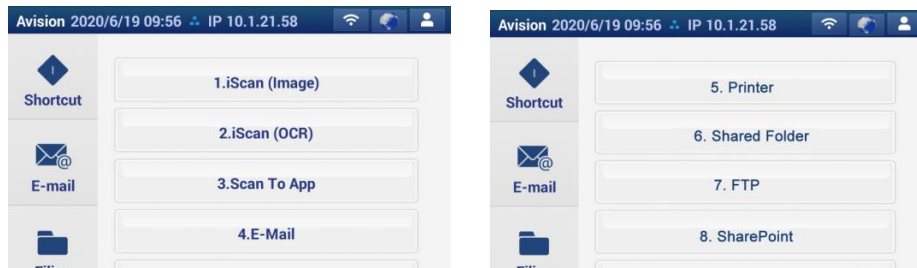 Avision 2020/6/19 09:56 IP 10.1.21.58
Shortcut
E-mail
1.iScan (Image)
2.iScan (OCR)
3.Scan To App
4.E-Mail
Avision 2020/6/19 09:56 IP 10.1.21.58
Shortcut
E-mail
5. Printer
6. Shared Folder
7. FTP
8. SharePoint